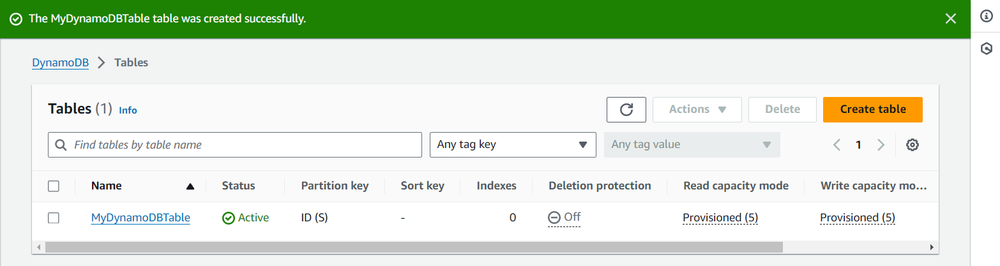 The MyDynamoDBTable table was created successfully.
DynamoDB Tables
Tables (1) Info Actions Delete Create table
Find tables by table name Any tag key Any tag value 1
Name Status Partition key Sort key Indexes Deletion protection Read capacity mode Write capacity mo...
MyDynamoDBTable Active ID (S) - 0 Off Provisioned (5) Provisioned (5)